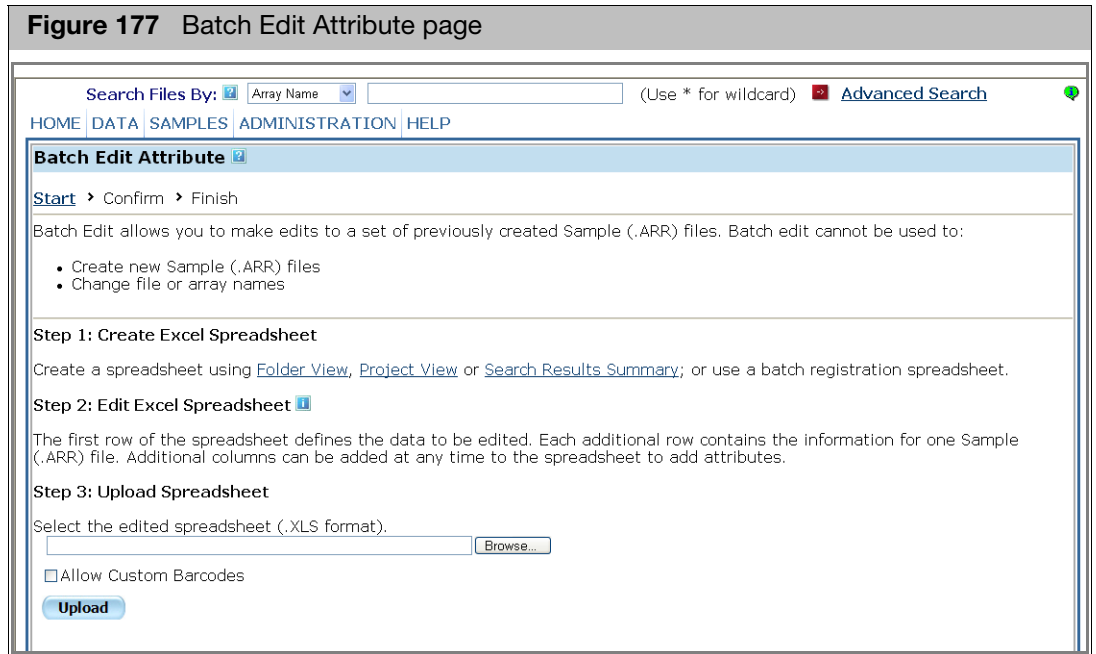 Figure 177 Batch Edit Attribute page
Search Files By: ? Array Name (Use * for wildcard) Advanced Search
HOME DATA SAMPLES ADMINISTRATION HELP
Batch Edit Attribute ?
Start > Confirm > Finish
Batch Edit allows you to make edits to a set of previously created Sample (.ARR) files. Batch edit cannot be used to:
• Create new Sample (.ARR) files
• Change file or array names
Step 1: Create Excel Spreadsheet
Create a spreadsheet using Folder View, Project View or Search Results Summary; or use a batch registration spreadsheet.
Step 2: Edit Excel Spreadsheet i
The first row of the spreadsheet defines the data to be edited. Each additional row contains the information for one Sample
(.ARR) file. Additional columns can be added at any time to the spreadsheet to add attributes.
Step 3: Upload Spreadsheet
Select the edited spreadsheet (.XLS format).
Browse...
Allow Custom Barcodes
Upload